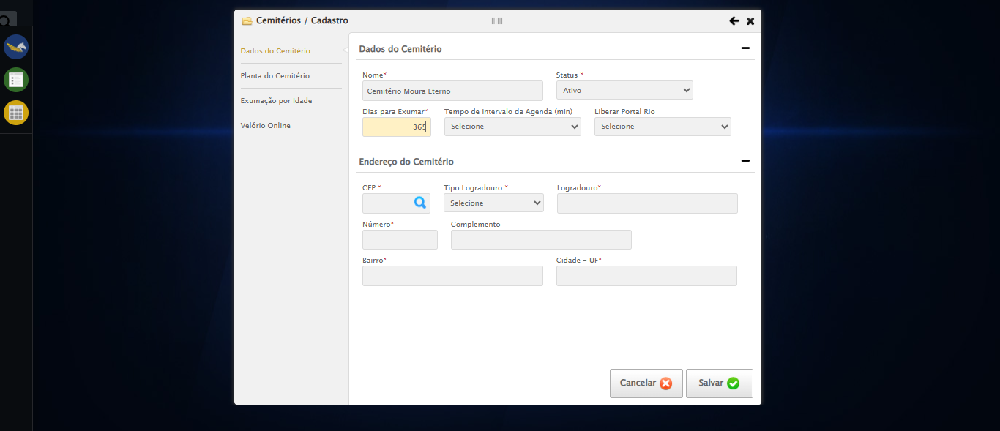 Cemitérios / Cadastro
Dados do Cemitério
Planta do Cemitério
Exumação por Idade
Velório Online
Dados do Cemitério
Nome* Status *
Cemitério Moura Eterno Ativo
Dias para Exumar* Tempo de Intervalo da Agenda (min) Liberar Portal Rio
365 Selecione Selecione
Endereço do Cemitério
CEP * Tipo Logradouro * Logradouro*
Selecione
Número* Complemento
Bairro* Cidade - UF*
Cancelar Salvar